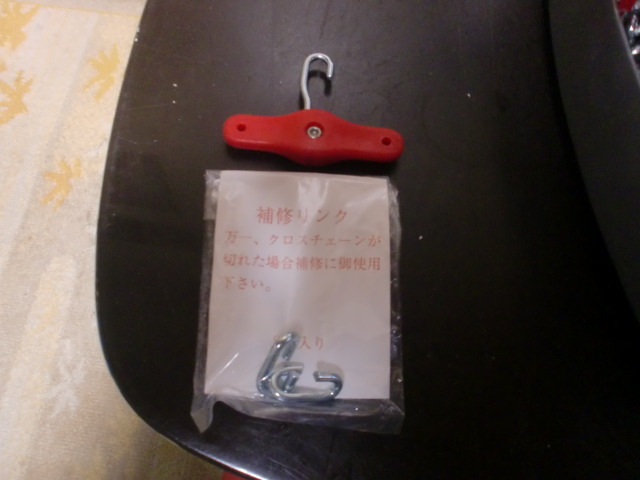 補修リンク
万一、クロスチェーンが
切れた場合補修に御使用
下さい。
入り